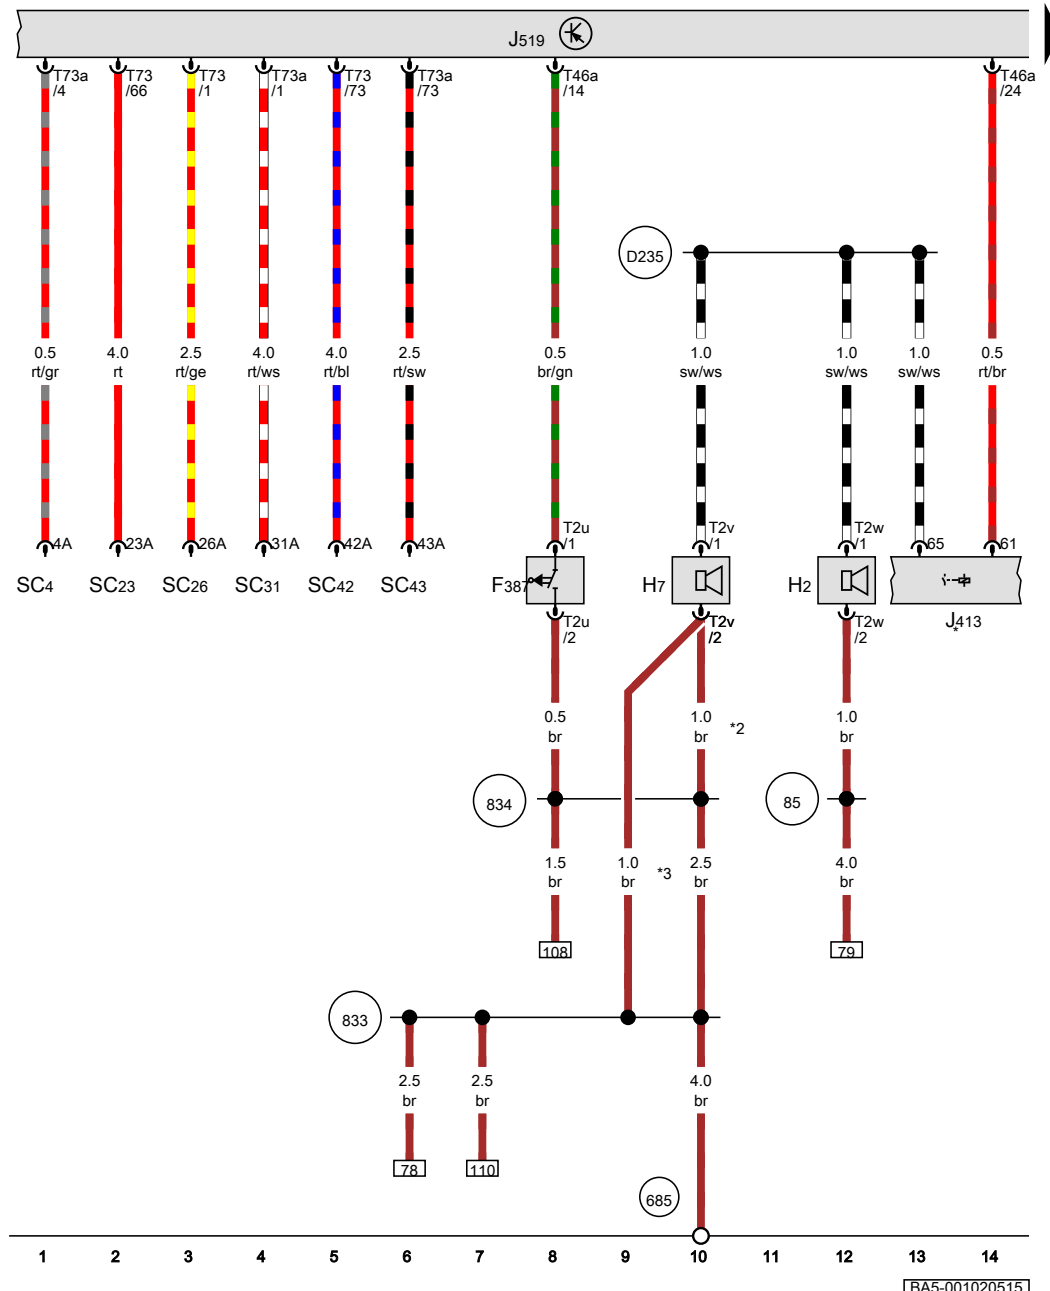 J519
T73a
/4
T73
/66
T73
/1
T73a
/1
T73
/73
T73a
/73
T46a
/14
T46a
/24
D235
0.5
rt/gr
4.0
rt
2.5
rt/ge
4.0
rt/ws
4.0
rt/bl
2.5
rt/sw
0.5
br/gn
1.0
sw/ws
1.0
sw/ws
1.0
sw/ws
0.5
rt/br
4A
23A
26A
31A
42A
43A
T2u
/1
T2v
/1
T2w
/1
65
61
SC4
SC23
SC26
SC31
SC42
SC43
F387
H7
H2
J413
*
T2u
/2
T2v
/2
T2w
/2
0.5
br
1.0
br
*2
1.0
br
834
85
1.5
br
1.0
br
*3
2.5
br
4.0
br
108
79
833
2.5
br
2.5
br
4.0
br
78
110
685
1 2 3 4 5 6 7 8 9 10 11 12 13 14
BA5-001020515